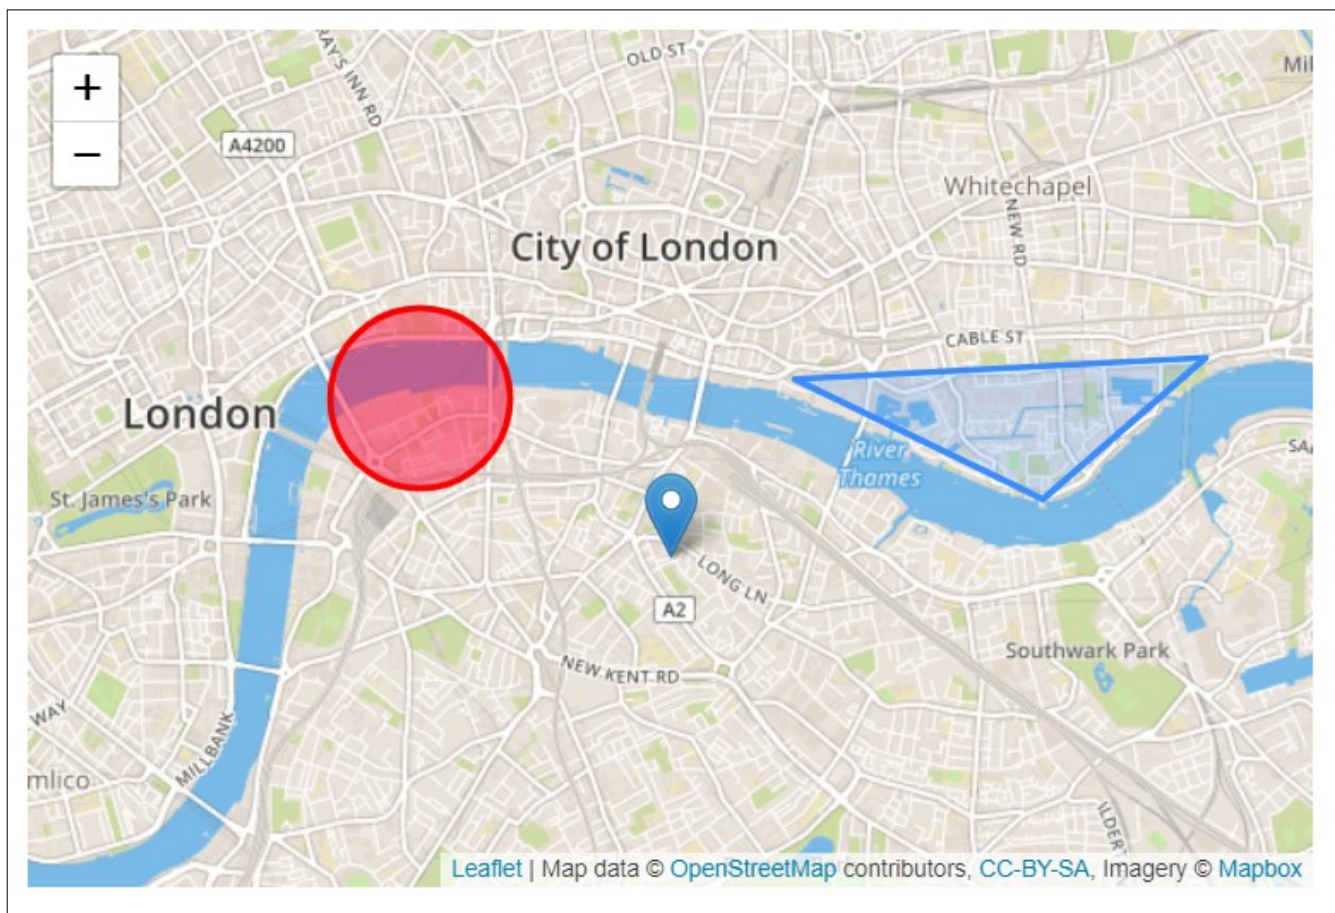 GRAY'S INN RD
OLD ST
Mil
+
−
A4200
Whitechapel
NEW RD
City of London
CABLE ST
London
River
Thames
SA
St. James's Park
LONG LN
A2
Southwark Park
NEW KENT RD
WAY
MILLBANK
mlico
ILDERT
Leaflet | Map data © OpenStreetMap contributors, CC-BY-SA, Imagery © Mapbox